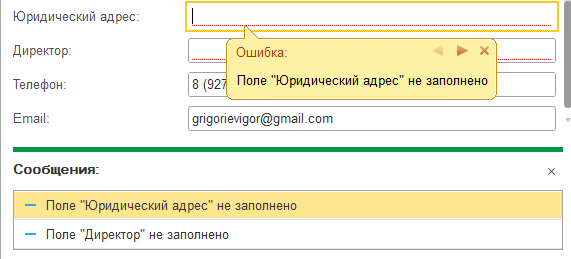 Юридический адрес:
Ошибка:
Поле "Юридический адрес" не заполнено
Директор:
Телефон: 8 (927
Email: grigorievigor@gmail.com
Сообщения:
Поле "Юридический адрес" не заполнено
Поле "Директор" не заполнено